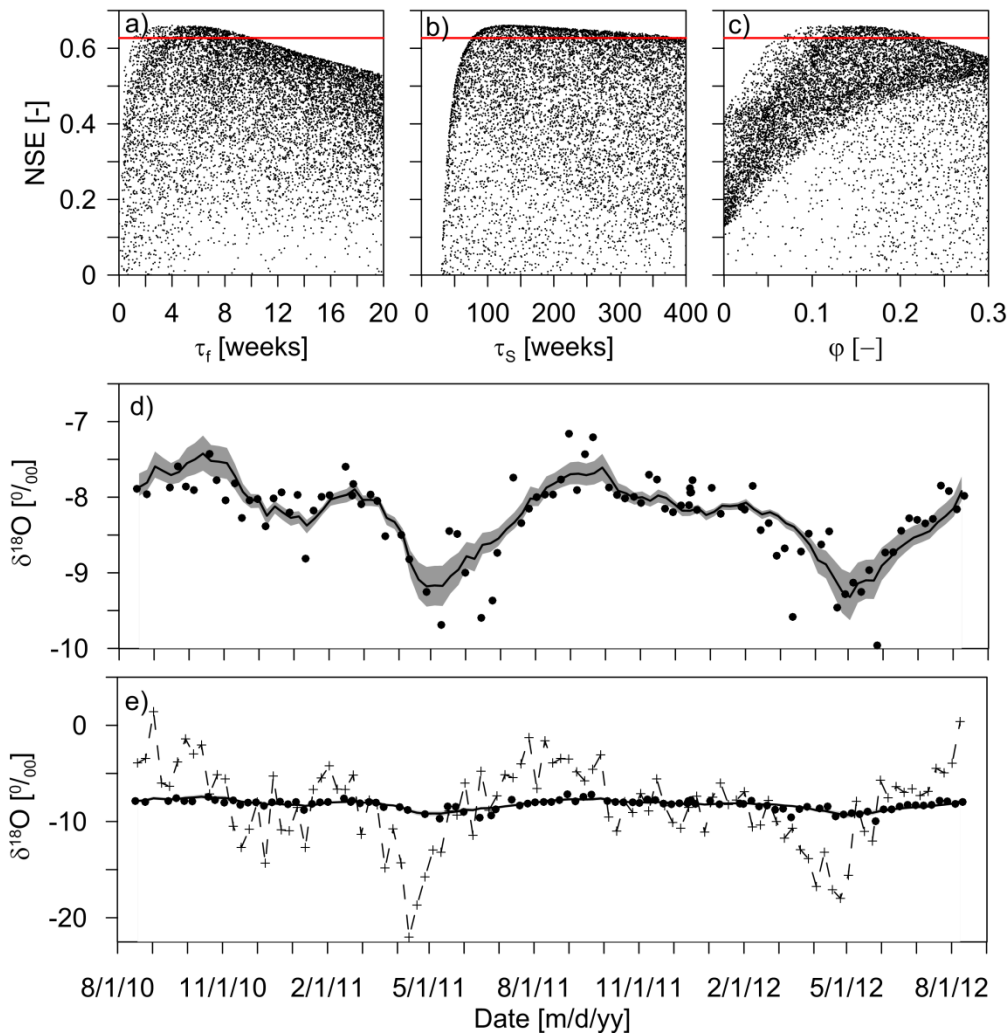 a) b) c)
NSE [-]
0.6
0.4
0.2
0
0 4 8 12 16 20
0 100 200 300 400
0 0.1 0.2 0.3
τf [weeks] τS [weeks] φ [–]
d)
δ18O [0/00]
-7
-8
-9
-10
e)
δ18O [0/00]
0
-10
-20
8/1/10 11/1/10 2/1/11 5/1/11 8/1/11 11/1/11 2/1/12 5/1/12 8/1/12
Date [m/d/yy]